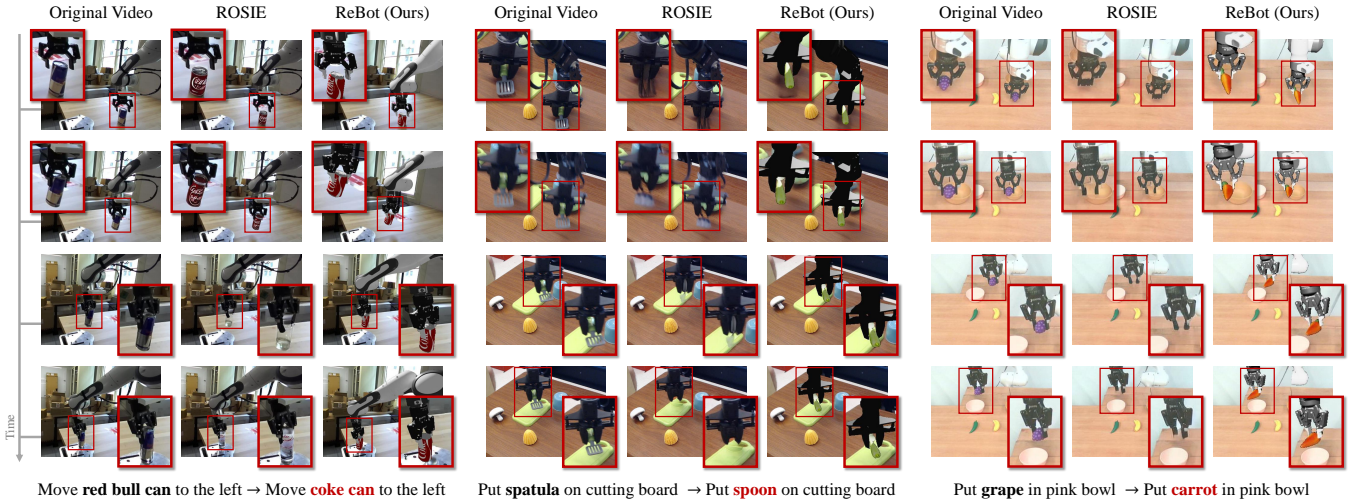 Original Video ROSIE ReBot (Ours) Original Video ROSIE ReBot (Ours) Original Video ROSIE ReBot (Ours)
Time
Move red bull can to the left → Move coke can to the left
Put spatula on cutting board → Put spoon on cutting board
Put grape in pink bowl → Put carrot in pink bowl